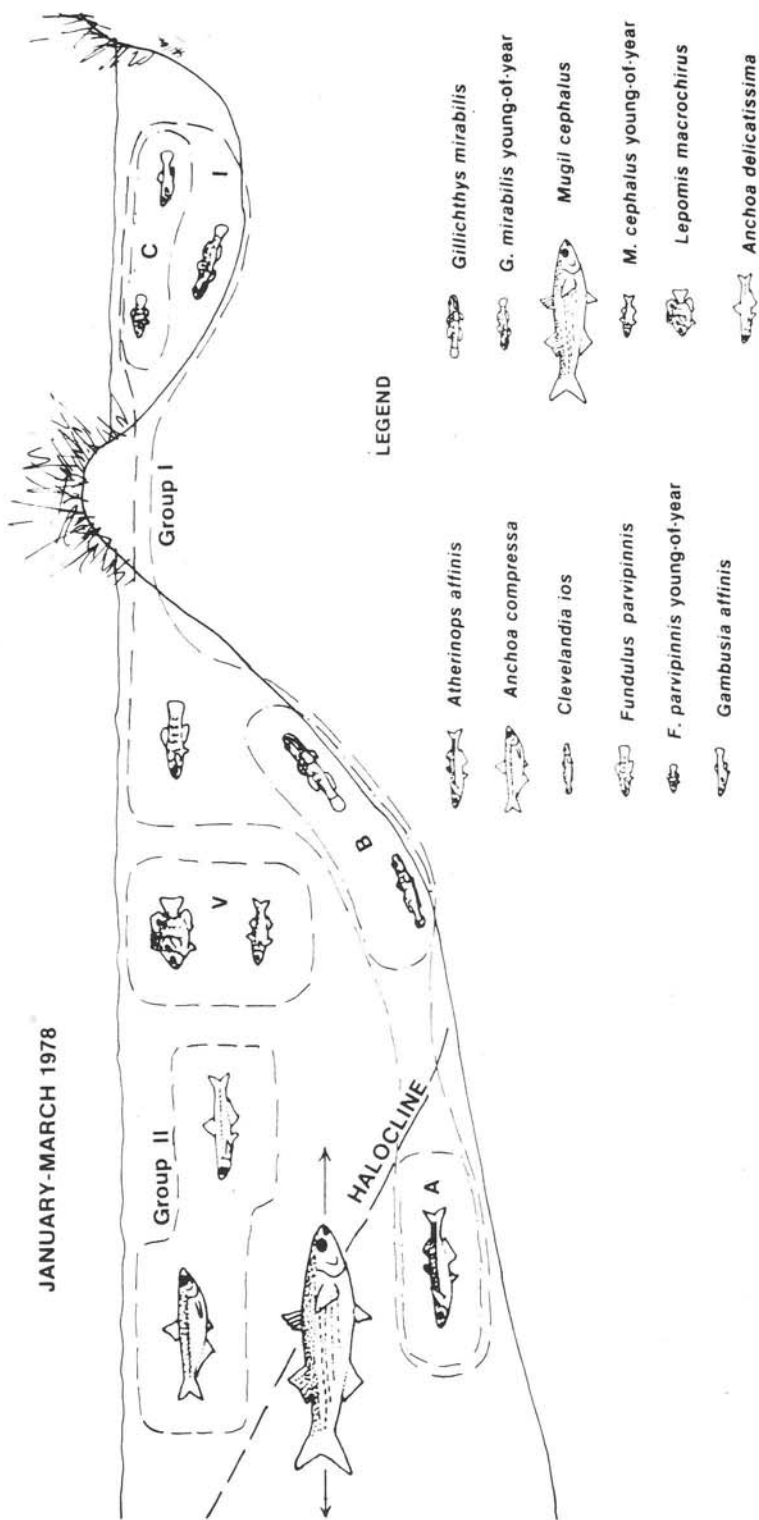 JANUARY-MARCH 1978
Group II
V
Group I
C
I
B
A
HALOCLINE
LEGEND
Atherinops affinis
Anchoa compressa
Clevelandia ios
Fundulus parvipinnis
F. parvipinnis young-of-year
Gambusia affinis
Gillichthys mirabilis
G. mirabilis young-of-year
Mugil cephalus
M. cephalus young-of-year
Lepomis macrochirus
Anchoa delicatissima